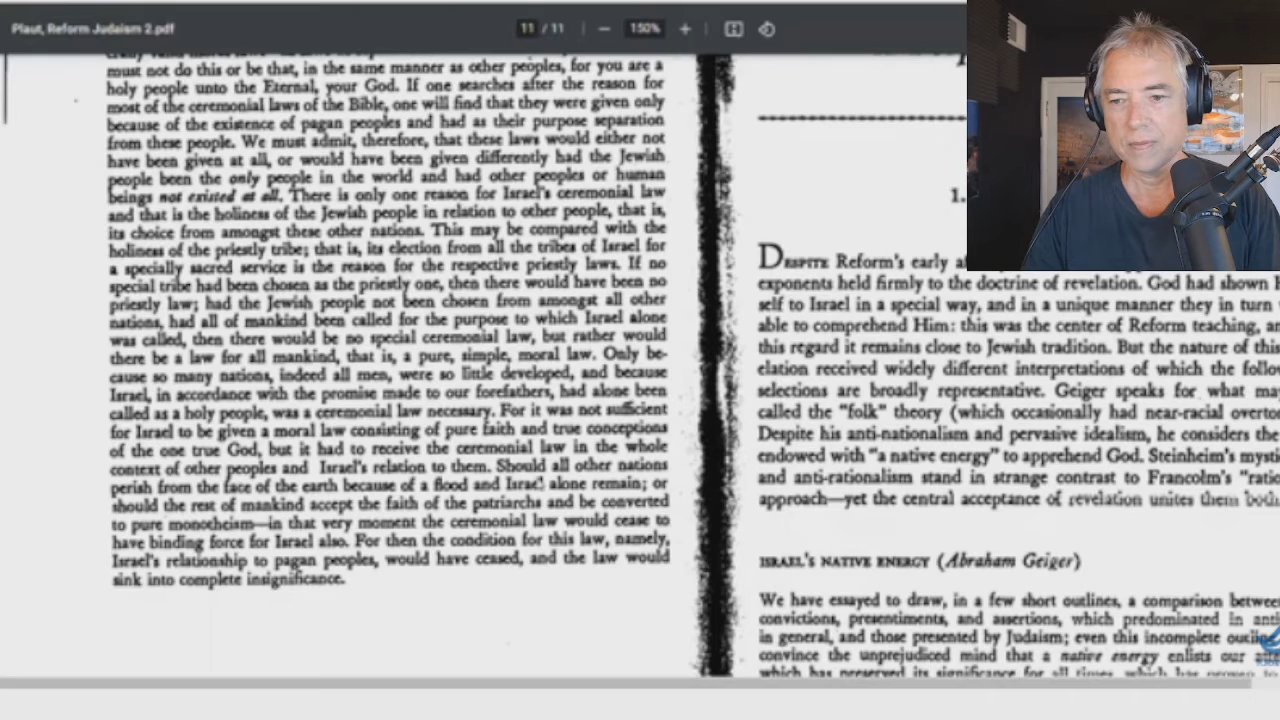 Plaut, Reform Judaism 2.pdf
11 / 11
150%
must not do this or be that, in the same manner as other peoples, for you are a
holy people unto the Eternal, your God. If one searches after the reason for
most of the ceremonial laws of the Bible, one will find that they were given only
because of the existence of pagan peoples and had as their purpose separation
from these people. We must admit, therefore, that these laws would either not
have been given at all, or would have been given differently had the Jewish
people been the only people in the world and had other peoples or human
beings not existed at all. There is only one reason for Israel's ceremonial law
and that is the holiness of the Jewish people in relation to other people, that is,
its choice from amongst these other nations. This may be compared with the
holiness of the priestly tribe; that is, its election from all the tribes of Israel for
a specially sacred service is the reason for the respective priestly laws. If no
special tribe had been chosen as the priestly one, then there would have been no
priestly law; had the Jewish people not been chosen from amongst all other
nations, had all of mankind been called for the purpose to which Israel alone
was called, then there would be no special ceremonial law, but rather would
there be a law for all mankind, that is, a pure, simple, moral law. Only be-
cause so many nations, indeed all men, were so little developed, and because
Israel, in accordance with the promise made to our forefathers, had alone been
called as a holy people, was a ceremonial law necessary. For it was not sufficient
for Israel to be given a moral law consisting of pure faith and true conceptions
of the one true God, but it had to receive the ceremonial law in the whole
context of other peoples and Israel's relation to them. Should all other nations
perish from the face of the earth because of a flood and Israel alone remain; or
should the rest of mankind accept the faith of the patriarchs and be converted
to pure monotheism—in that very moment the ceremonial law would cease to
have binding force for Israel also. For then the condition for this law, namely,
Israel's relationship to pagan peoples, would have ceased, and the law would
sink into complete insignificance.
1.
DESPITE Reform's early
exponents held firmly to the doctrine of revelation. God had shown
self to Israel in a special way, and in a unique manner they in turn
able to comprehend Him: this was the center of Reform teaching,
this regard it remains close to Jewish tradition. But the nature of this
elation received widely different interpretations of which the
selections are broadly representative. Geiger speaks for what
called the "folk" theory (which occasionally had near-racial
Despite his anti-nationalism and pervasive idealism, he considers
endowed with "a native energy" to apprehend God. Steinheim's
and anti-rationalism stand in strange contrast to Francolm's
approach—yet the central acceptance of revelation unites them
ISRAEL'S NATIVE ENERGY (Abraham Geiger)
We have essayed to draw, in a few short outlines, a comparison
convictions, presentiments, and assertions, which predominated in
in general, and those presented by Judaism; even this incomplete
convince the unprejudiced mind that a native energy enlists our
which has preserved its significance for all times, which has